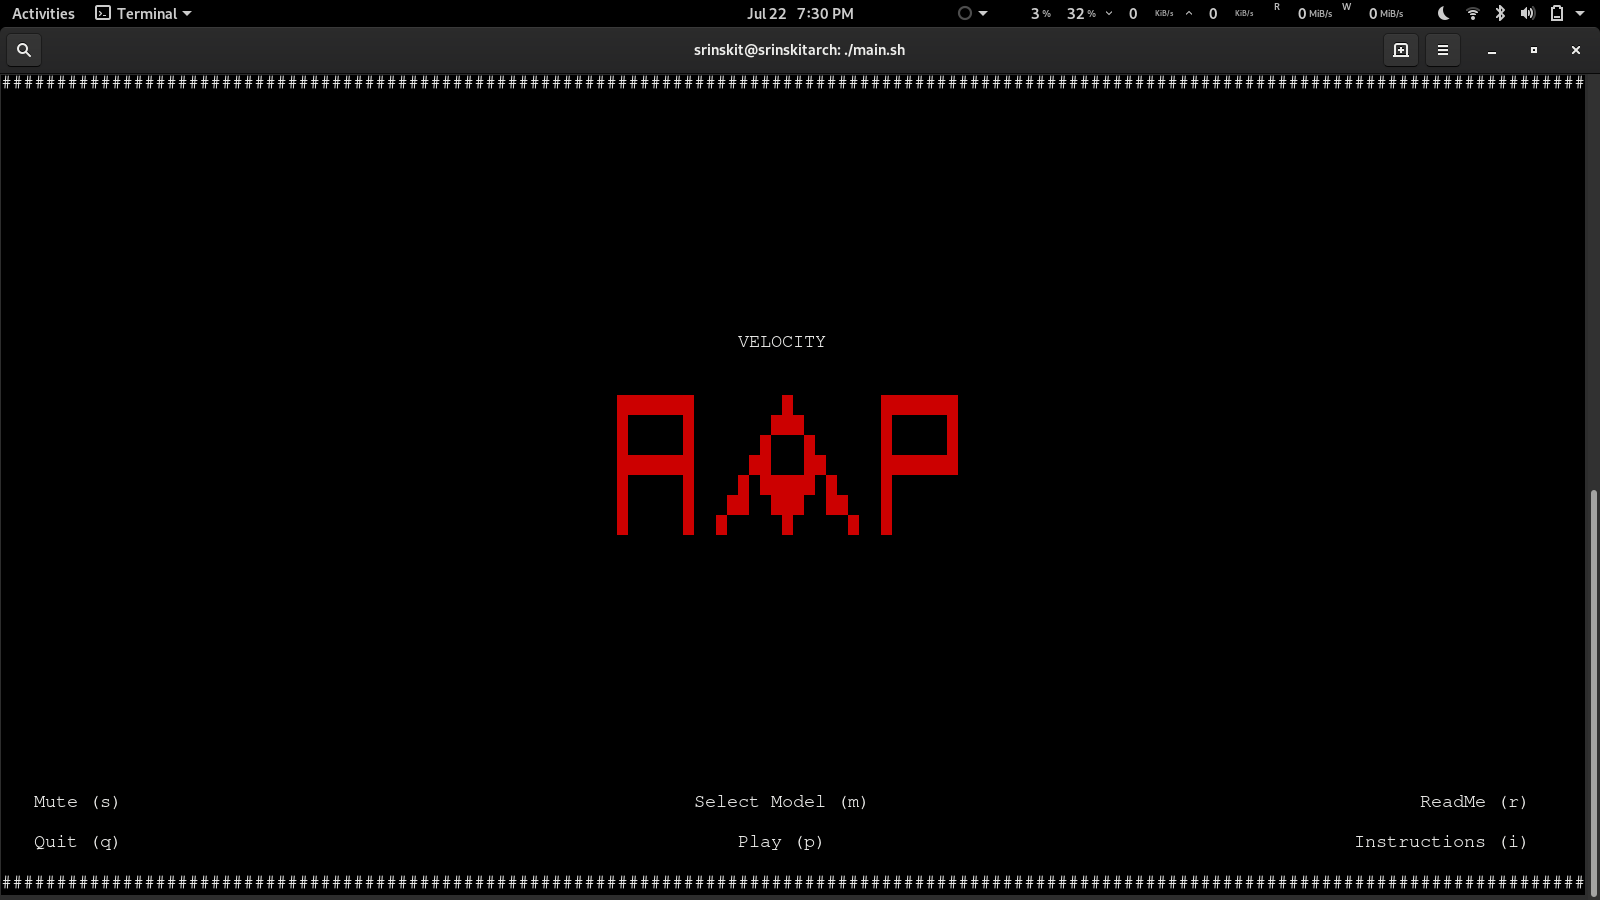 Activities Terminal Jul 22 7:30 PM 3 % 32 % 0 KiB/s 0 KiB/s R 0 MiB/s W 0 MiB/s
srinskit@srinskitarch: ./main.sh
################################################################################################################################################
VELOCITY
A P
Mute (s) Select Model (m) ReadMe (r)
Quit (q) Play (p) Instructions (i)
################################################################################################################################################